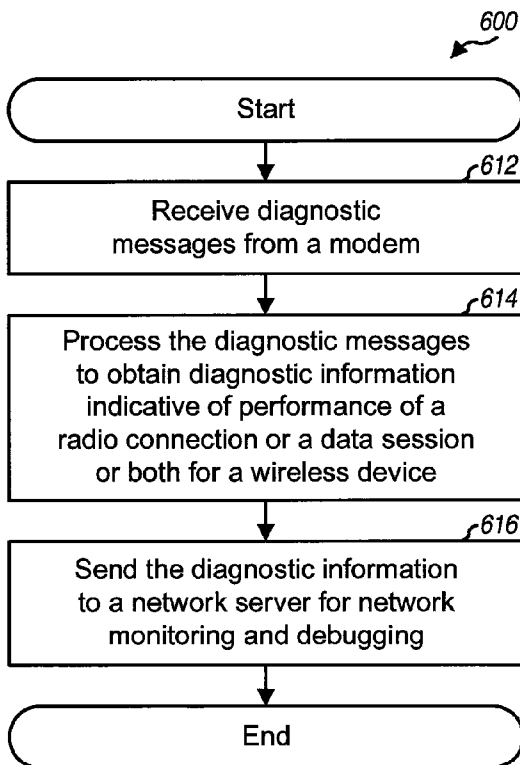 600
Start
612
Receive diagnostic
messages from a modem
614
Process the diagnostic messages
to obtain diagnostic information
indicative of performance of a
radio connection or a data session
or both for a wireless device
616
Send the diagnostic information
to a network server for network
monitoring and debugging
End